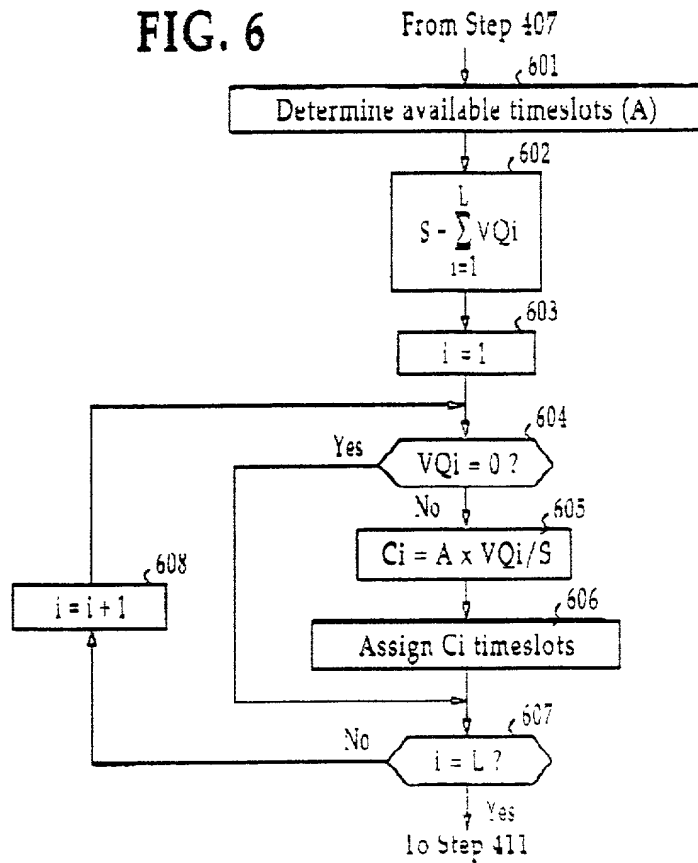 FIG. 6
From Step 407
601
Determine available timeslots (A)
602
L
S - ∑ VQi
i=1
603
i = 1
604
Yes
VQi = 0 ?
No
605
Ci = A x VQi/S
608
i = i + 1
606
Assign Ci timeslots
607
No
i = L ?
Yes
To Step 411